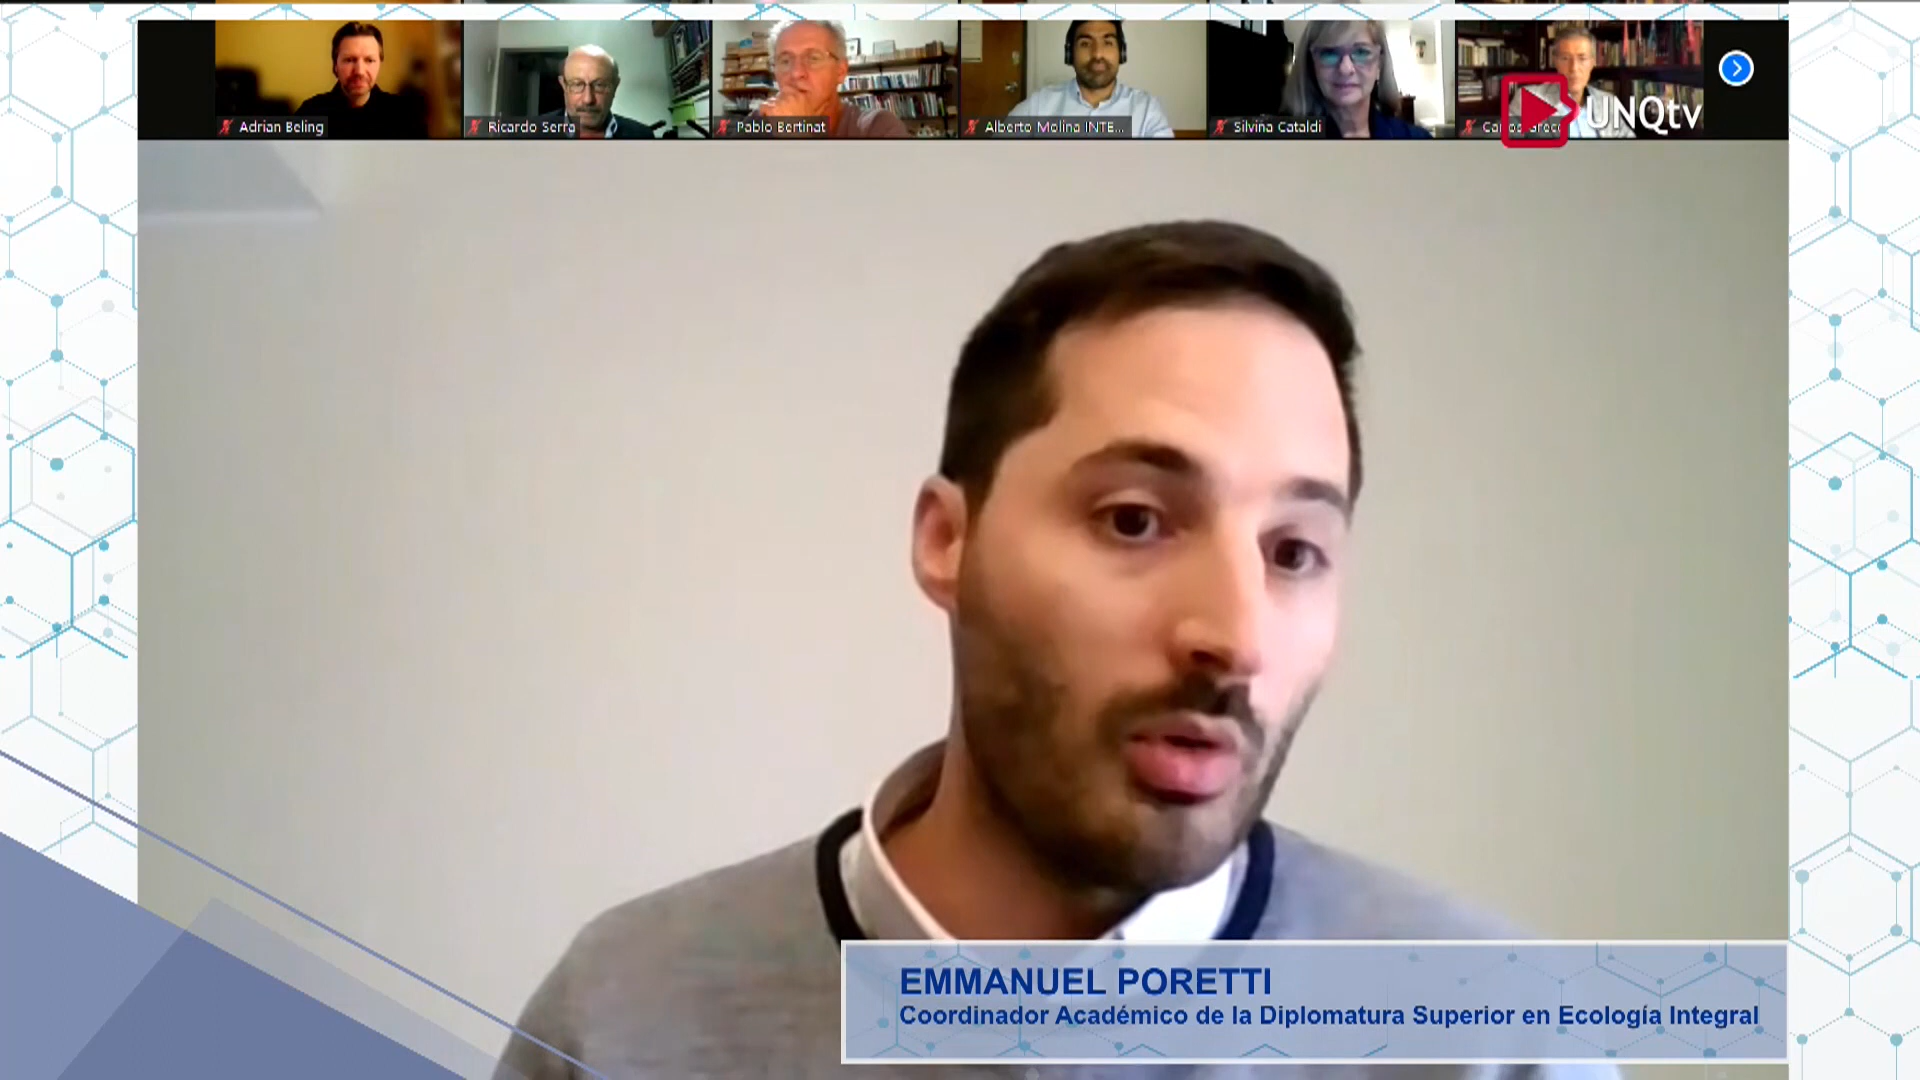 Adrian Beling
Ricardo Serra
Pablo Bertinat
Alberto Molina INTE...
Silvina Cataldi
UNQtv
EMMANUEL PORETTI
Coordinador Académico de la Diplomatura Superior en Ecología Integral